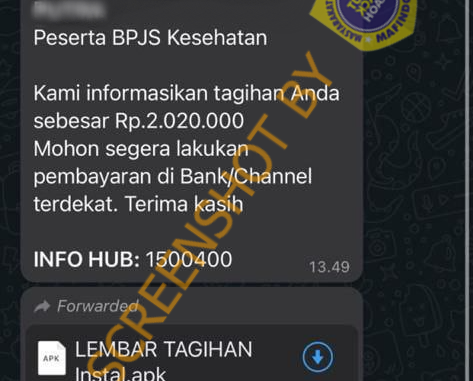 PUTRA
Peserta BPJS Kesehatan
Kami informasikan tagihan Anda
sebesar Rp.2.020.000
Mohon segera lakukan
pembayaran di Bank/Channel
terdekat. Terima kasih
INFO HUB: 1500400
13.49
Forwarded
APK
LEMBAR TAGIHAN
Instal.apk
SCREENSHOT BY
HOAX
MAFINDO